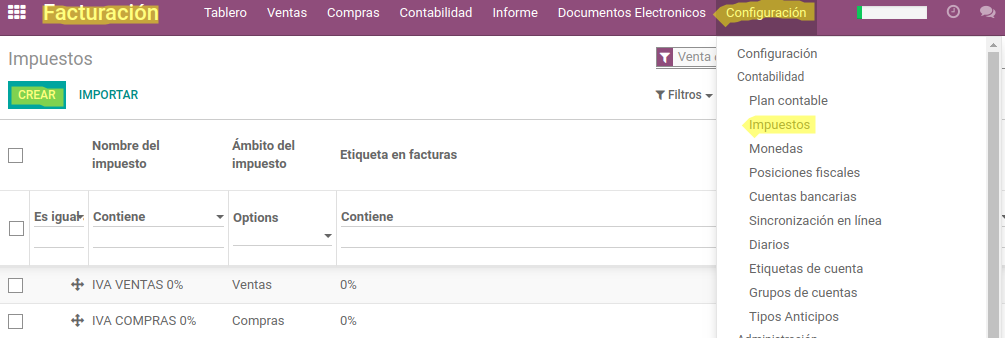 Facturación Tablero Ventas Compras Contabilidad Informe Documentos Electronicos Configuración
Impuestos
Venta
CREAR IMPORTAR
Filtros
Nombre del impuesto
Ámbito del impuesto
Etiqueta en facturas
Es igual
Contiene
Options
Contiene
IVA VENTAS 0% Ventas 0%
IVA COMPRAS 0% Compras 0%
Configuración
Contabilidad
Plan contable
Impuestos
Monedas
Posiciones fiscales
Cuentas bancarias
Sincronización en línea
Diarios
Etiquetas de cuenta
Grupos de cuentas
Tipos Anticipos
Administración